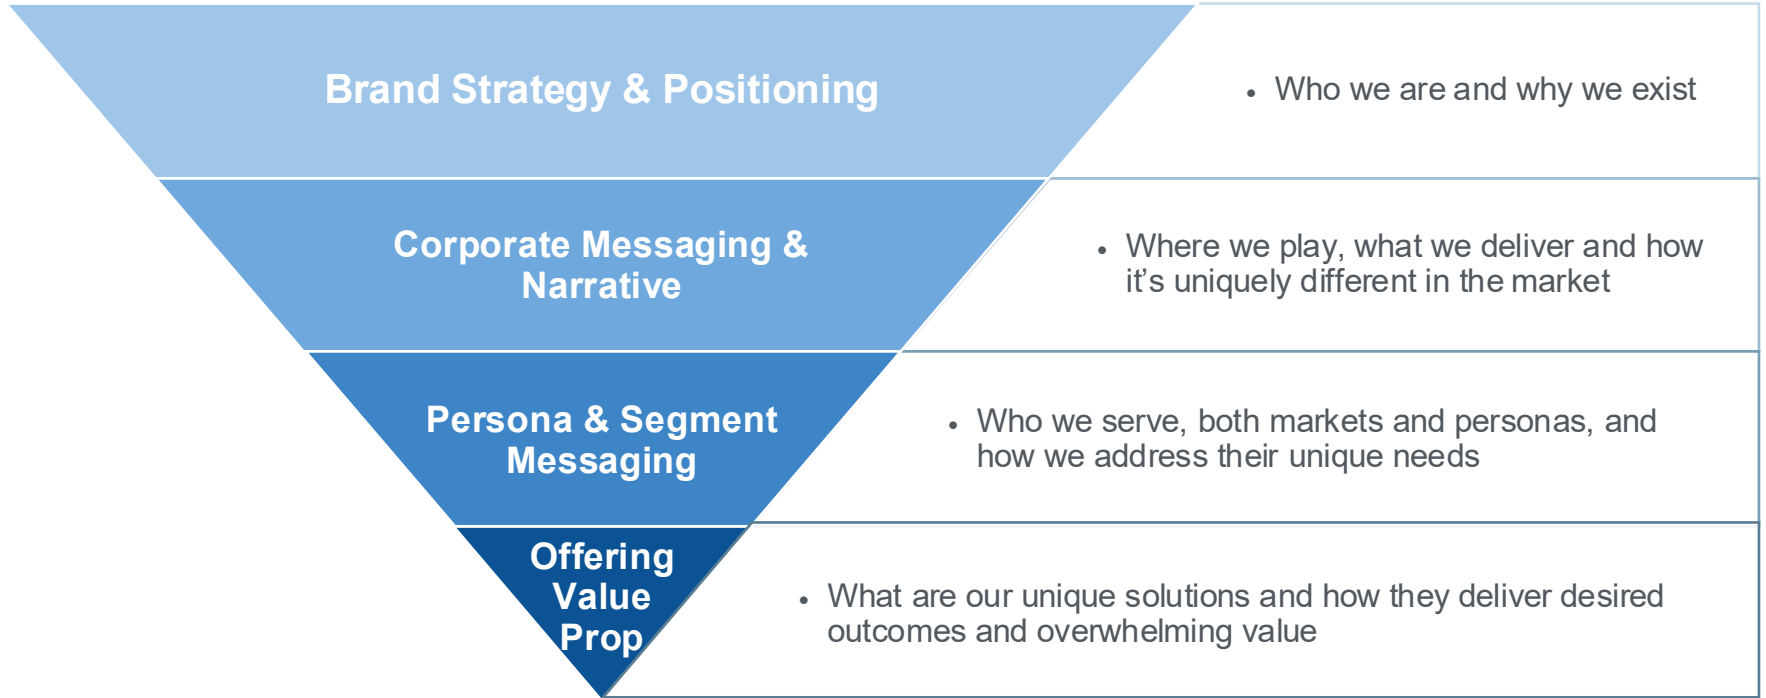 Brand Strategy & Positioning
• Who we are and why we exist
Corporate Messaging &
Narrative
• Where we play, what we deliver and how
it’s uniquely different in the market
Persona & Segment
Messaging
• Who we serve, both markets and personas, and
how we address their unique needs
Offering
Value
Prop
• What are our unique solutions and how they deliver desired
outcomes and overwhelming value